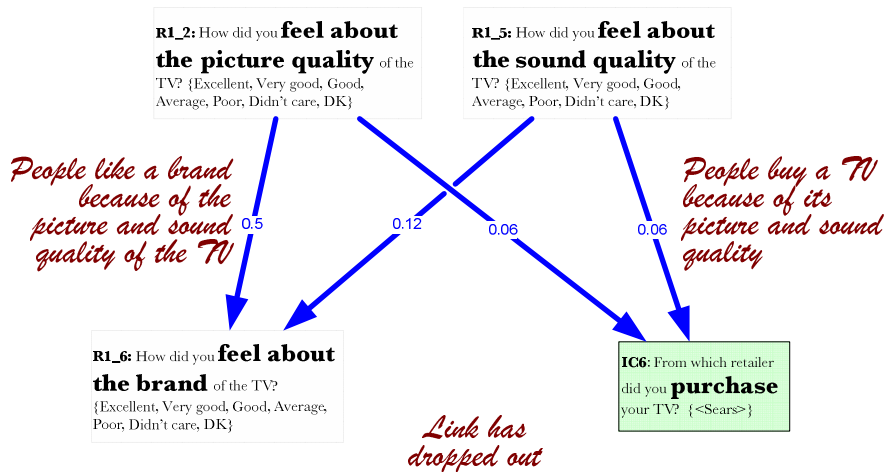 R1_2: How did you feel about
the picture quality of the
TV? {Excellent, Very good, Good,
Average, Poor, Didn't care, DK}
R1_5: How did you feel about
the sound quality of the
TV? {Excellent, Very good, Good,
Average, Poor, Didn't care, DK}
People like a brand
because of the
picture and sound
quality of the TV
0.5
0.12
0.06
0.06
People buy a TV
because of its
picture and sound
quality
R1_6: How did you feel about
the brand of the TV?
{Excellent, Very good, Good, Average,
Poor, Didn't care, DK}
IC6: From which retailer
did you purchase
your TV? {<Sears>}
Link has
dropped out